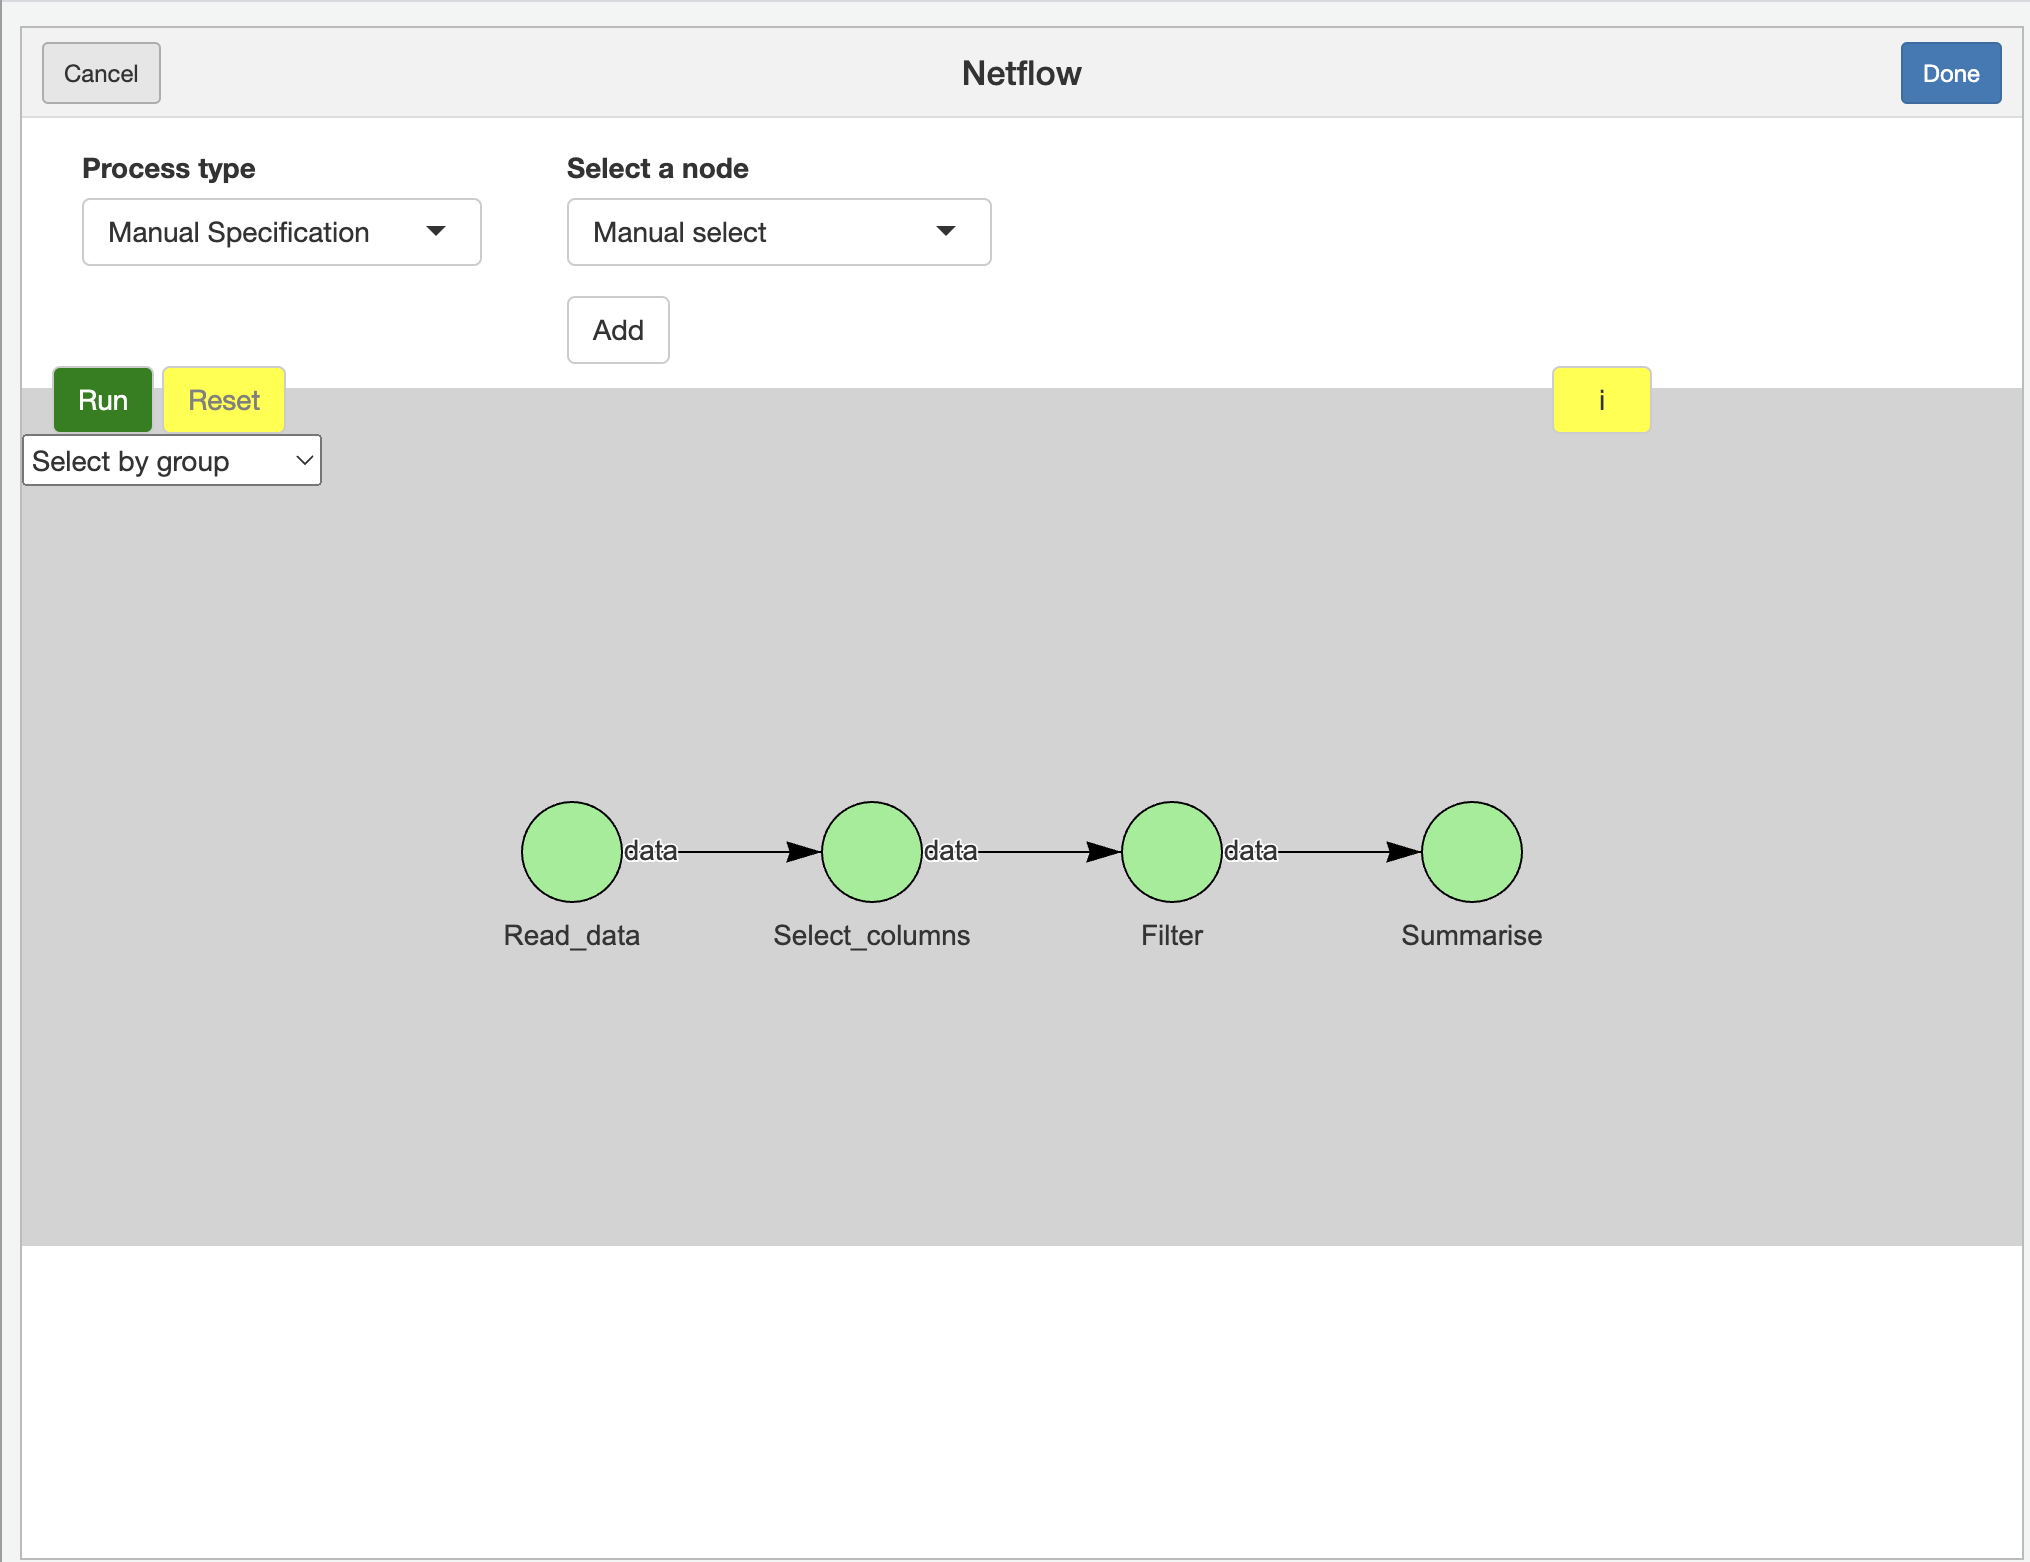 Cancel
Netflow
Done
Process type
Select a node
Manual Specification
Manual select
Add
Run
Reset
i
Select by group
data
data
data
Read_data
Select_columns
Filter
Summarise